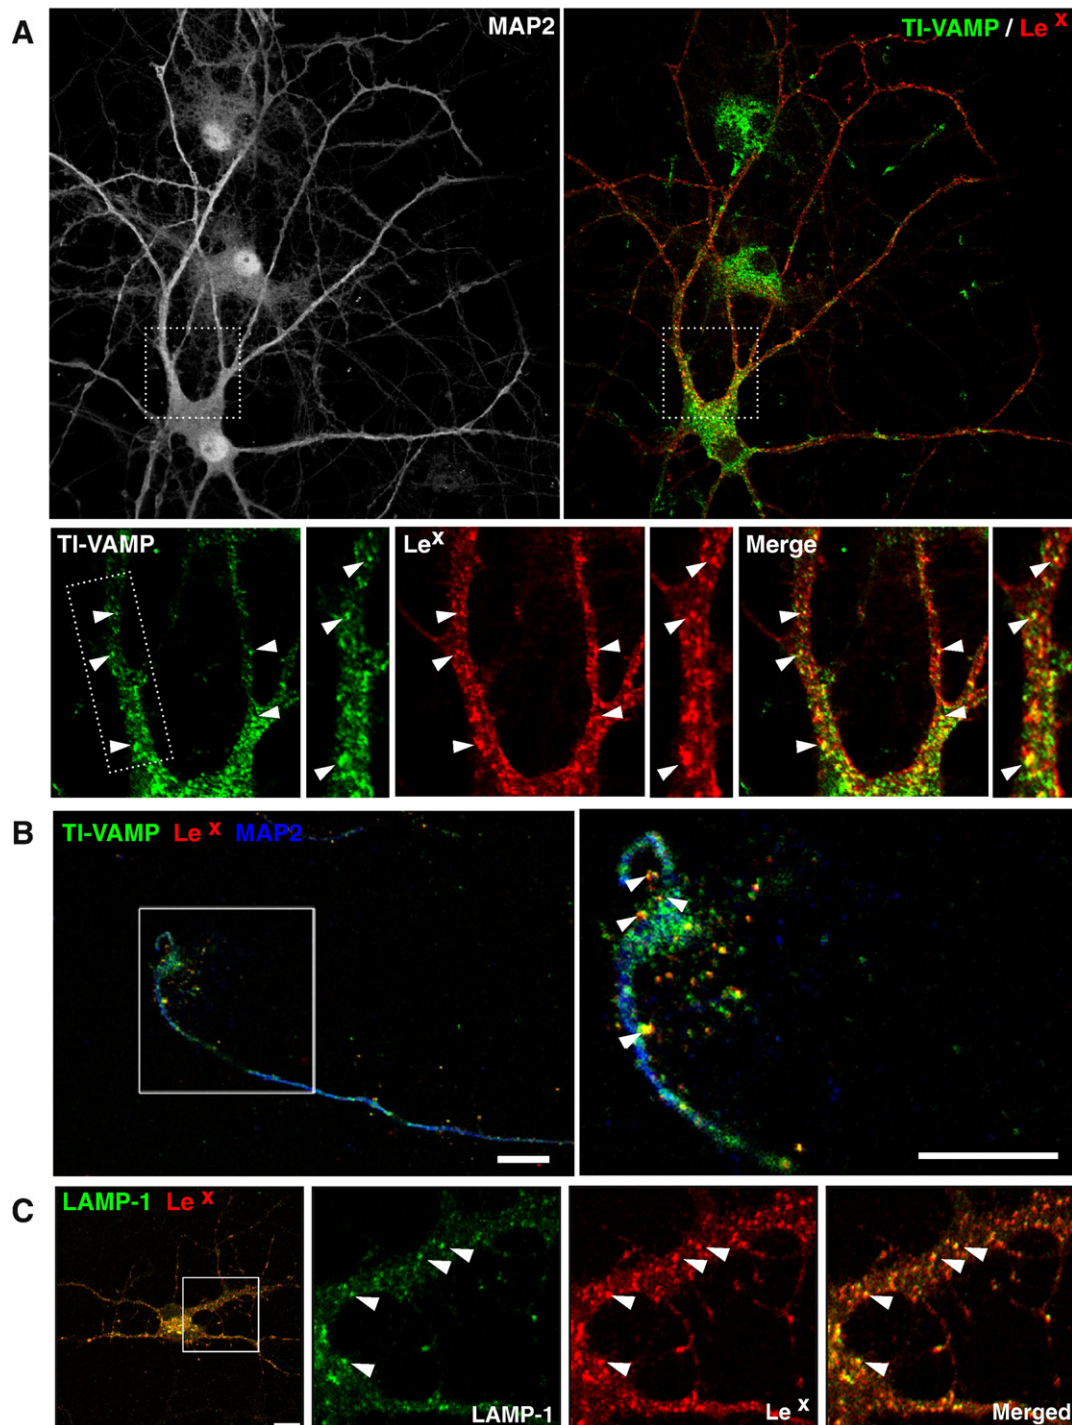 A
MAP2
TI-VAMP / Le x
TI-VAMP
Le x
Merge
B
TI-VAMP Le x MAP2
C
LAMP-1 Le x
LAMP-1
Le x
Merged